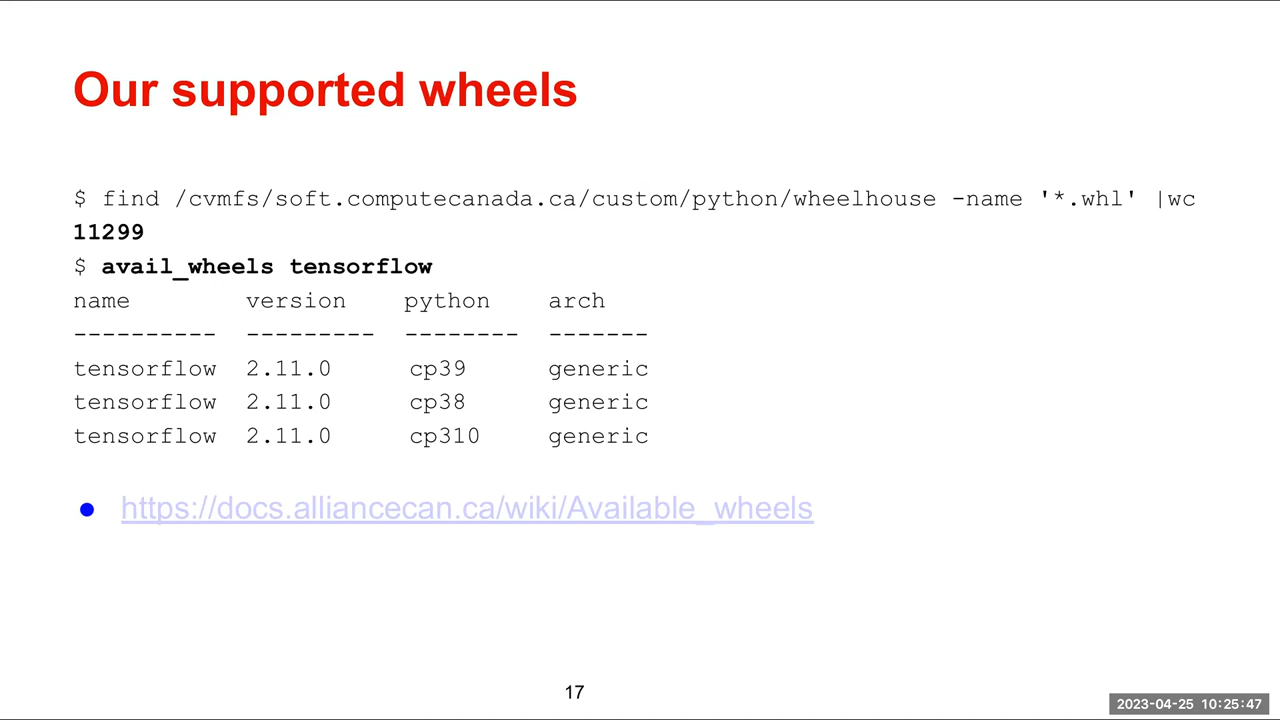 Our supported wheels
$ find /cvmfs/soft.computecanada.ca/custom/python/wheelhouse -name '*.whl' |wc
11299
$ avail_wheels tensorflow
name version python arch
---------- --------- -------- -------
tensorflow 2.11.0 cp39 generic
tensorflow 2.11.0 cp38 generic
tensorflow 2.11.0 cp310 generic
● https://docs.alliancecan.ca/wiki/Available_wheels
17
2023-04-25 10:25:47